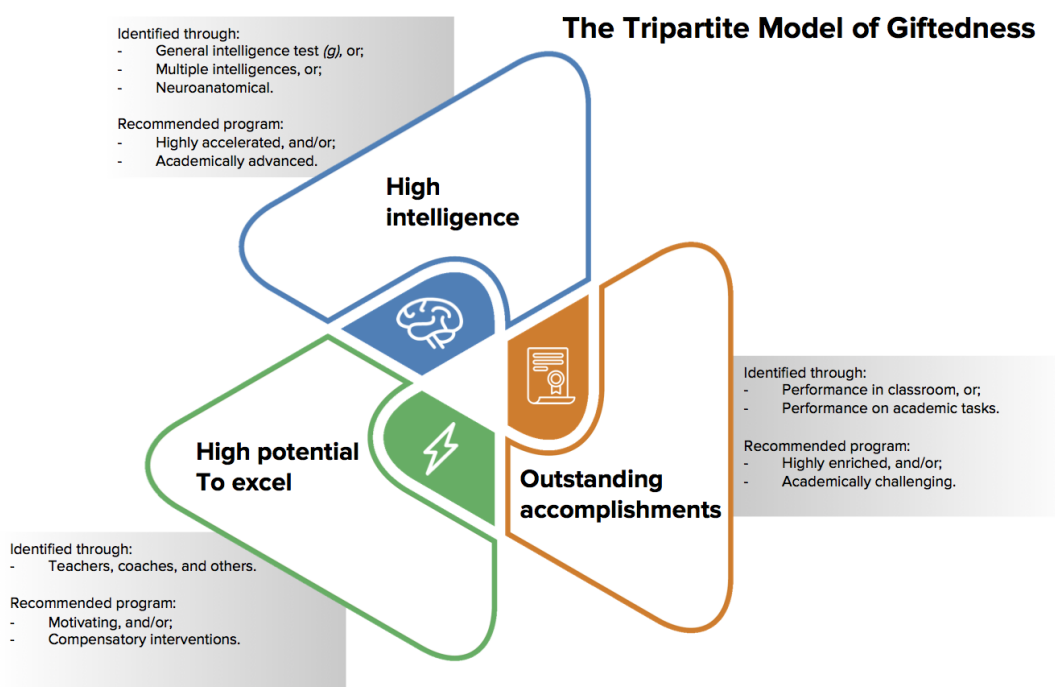 The Tripartite Model of Giftedness
Identified through:
- General intelligence test (g), or;
- Multiple intelligences, or;
- Neuroanatomical.
Recommended program:
- Highly accelerated, and/or;
- Academically advanced.
High
intelligence
Identified through:
- Performance in classroom, or;
- Performance on academic tasks.
Recommended program:
- Highly enriched, and/or;
- Academically challenging.
Outstanding
accomplishments
High potential
To excel
Identified through:
- Teachers, coaches, and others.
Recommended program:
- Motivating, and/or;
- Compensatory interventions.